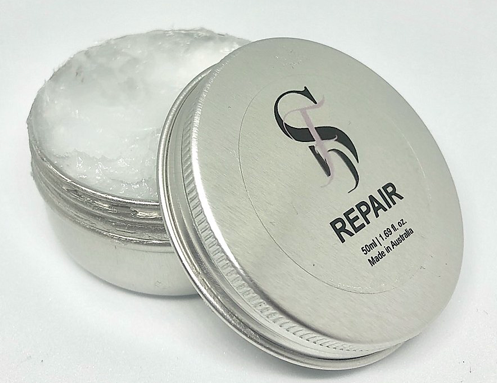 REPAIR
50ml | 1.69 fl. oz.
Made in Australia